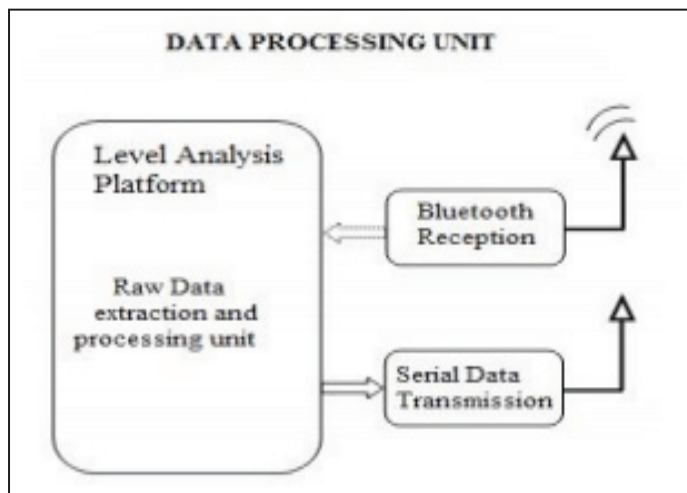 DATA PROCESSING UNIT
Level Analysis
Platform
Raw Data
extraction and
processing unit
Bluetooth
Reception
Serial Data
Transmission